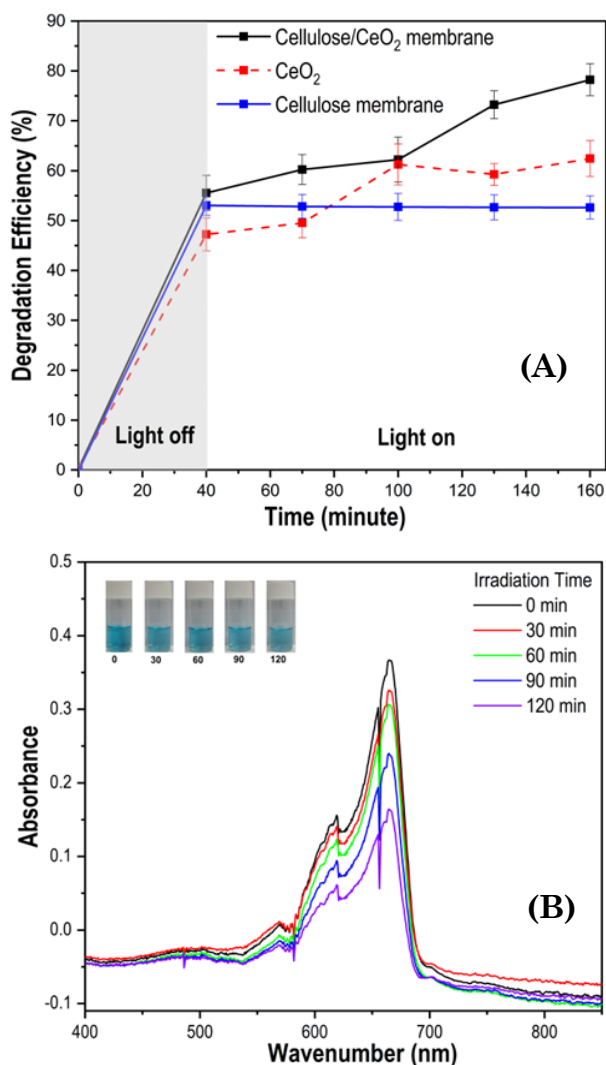 90
80
70
60
50
40
30
20
10
0
Degradation Efficiency (%)
Cellulose/CeO₂ membrane
CeO₂
Cellulose membrane
(A)
Light off
Light on
0 20 40 60 80 100 120 140 160
Time (minute)
0.5
0.4
0.3
0.2
0.1
0.0
-0.1
Absorbance
0 30 60 90 120
Irradiation Time
0 min
30 min
60 min
90 min
120 min
(B)
400 500 600 700 800
Wavenumber (nm)